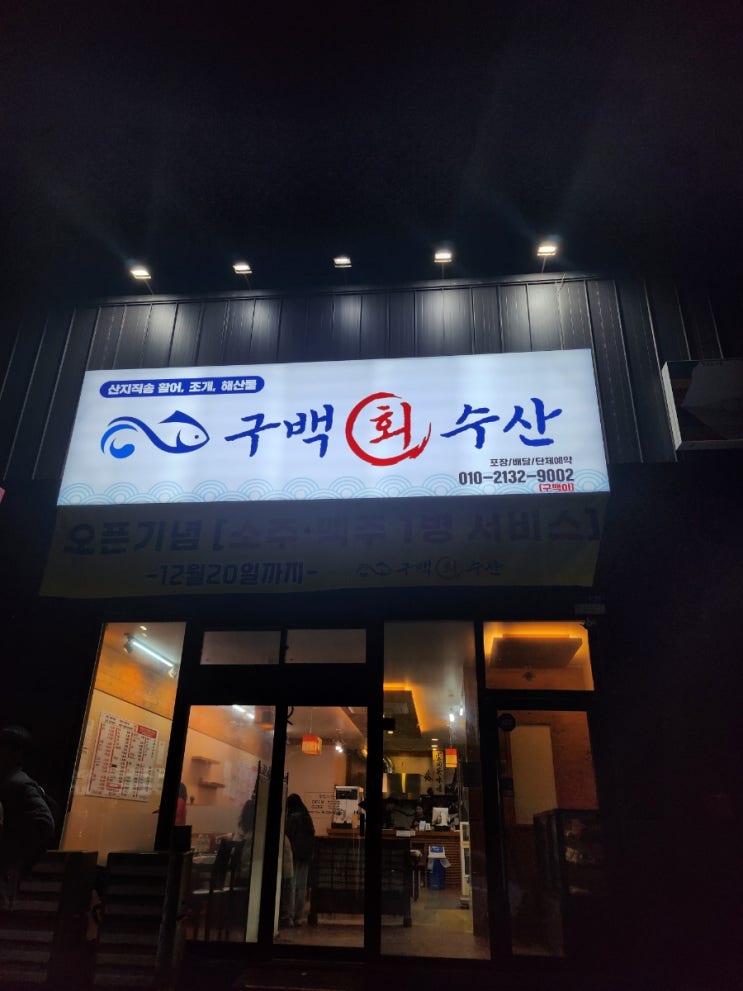 산지직송 활어, 조개, 해산물
구백 회 수산
포장/배달/단체예약
010-2132-9002
(구백이)
오픈기념 [소주·맥주 1병 서비스]
-12월20일까지- 구백 회 수산